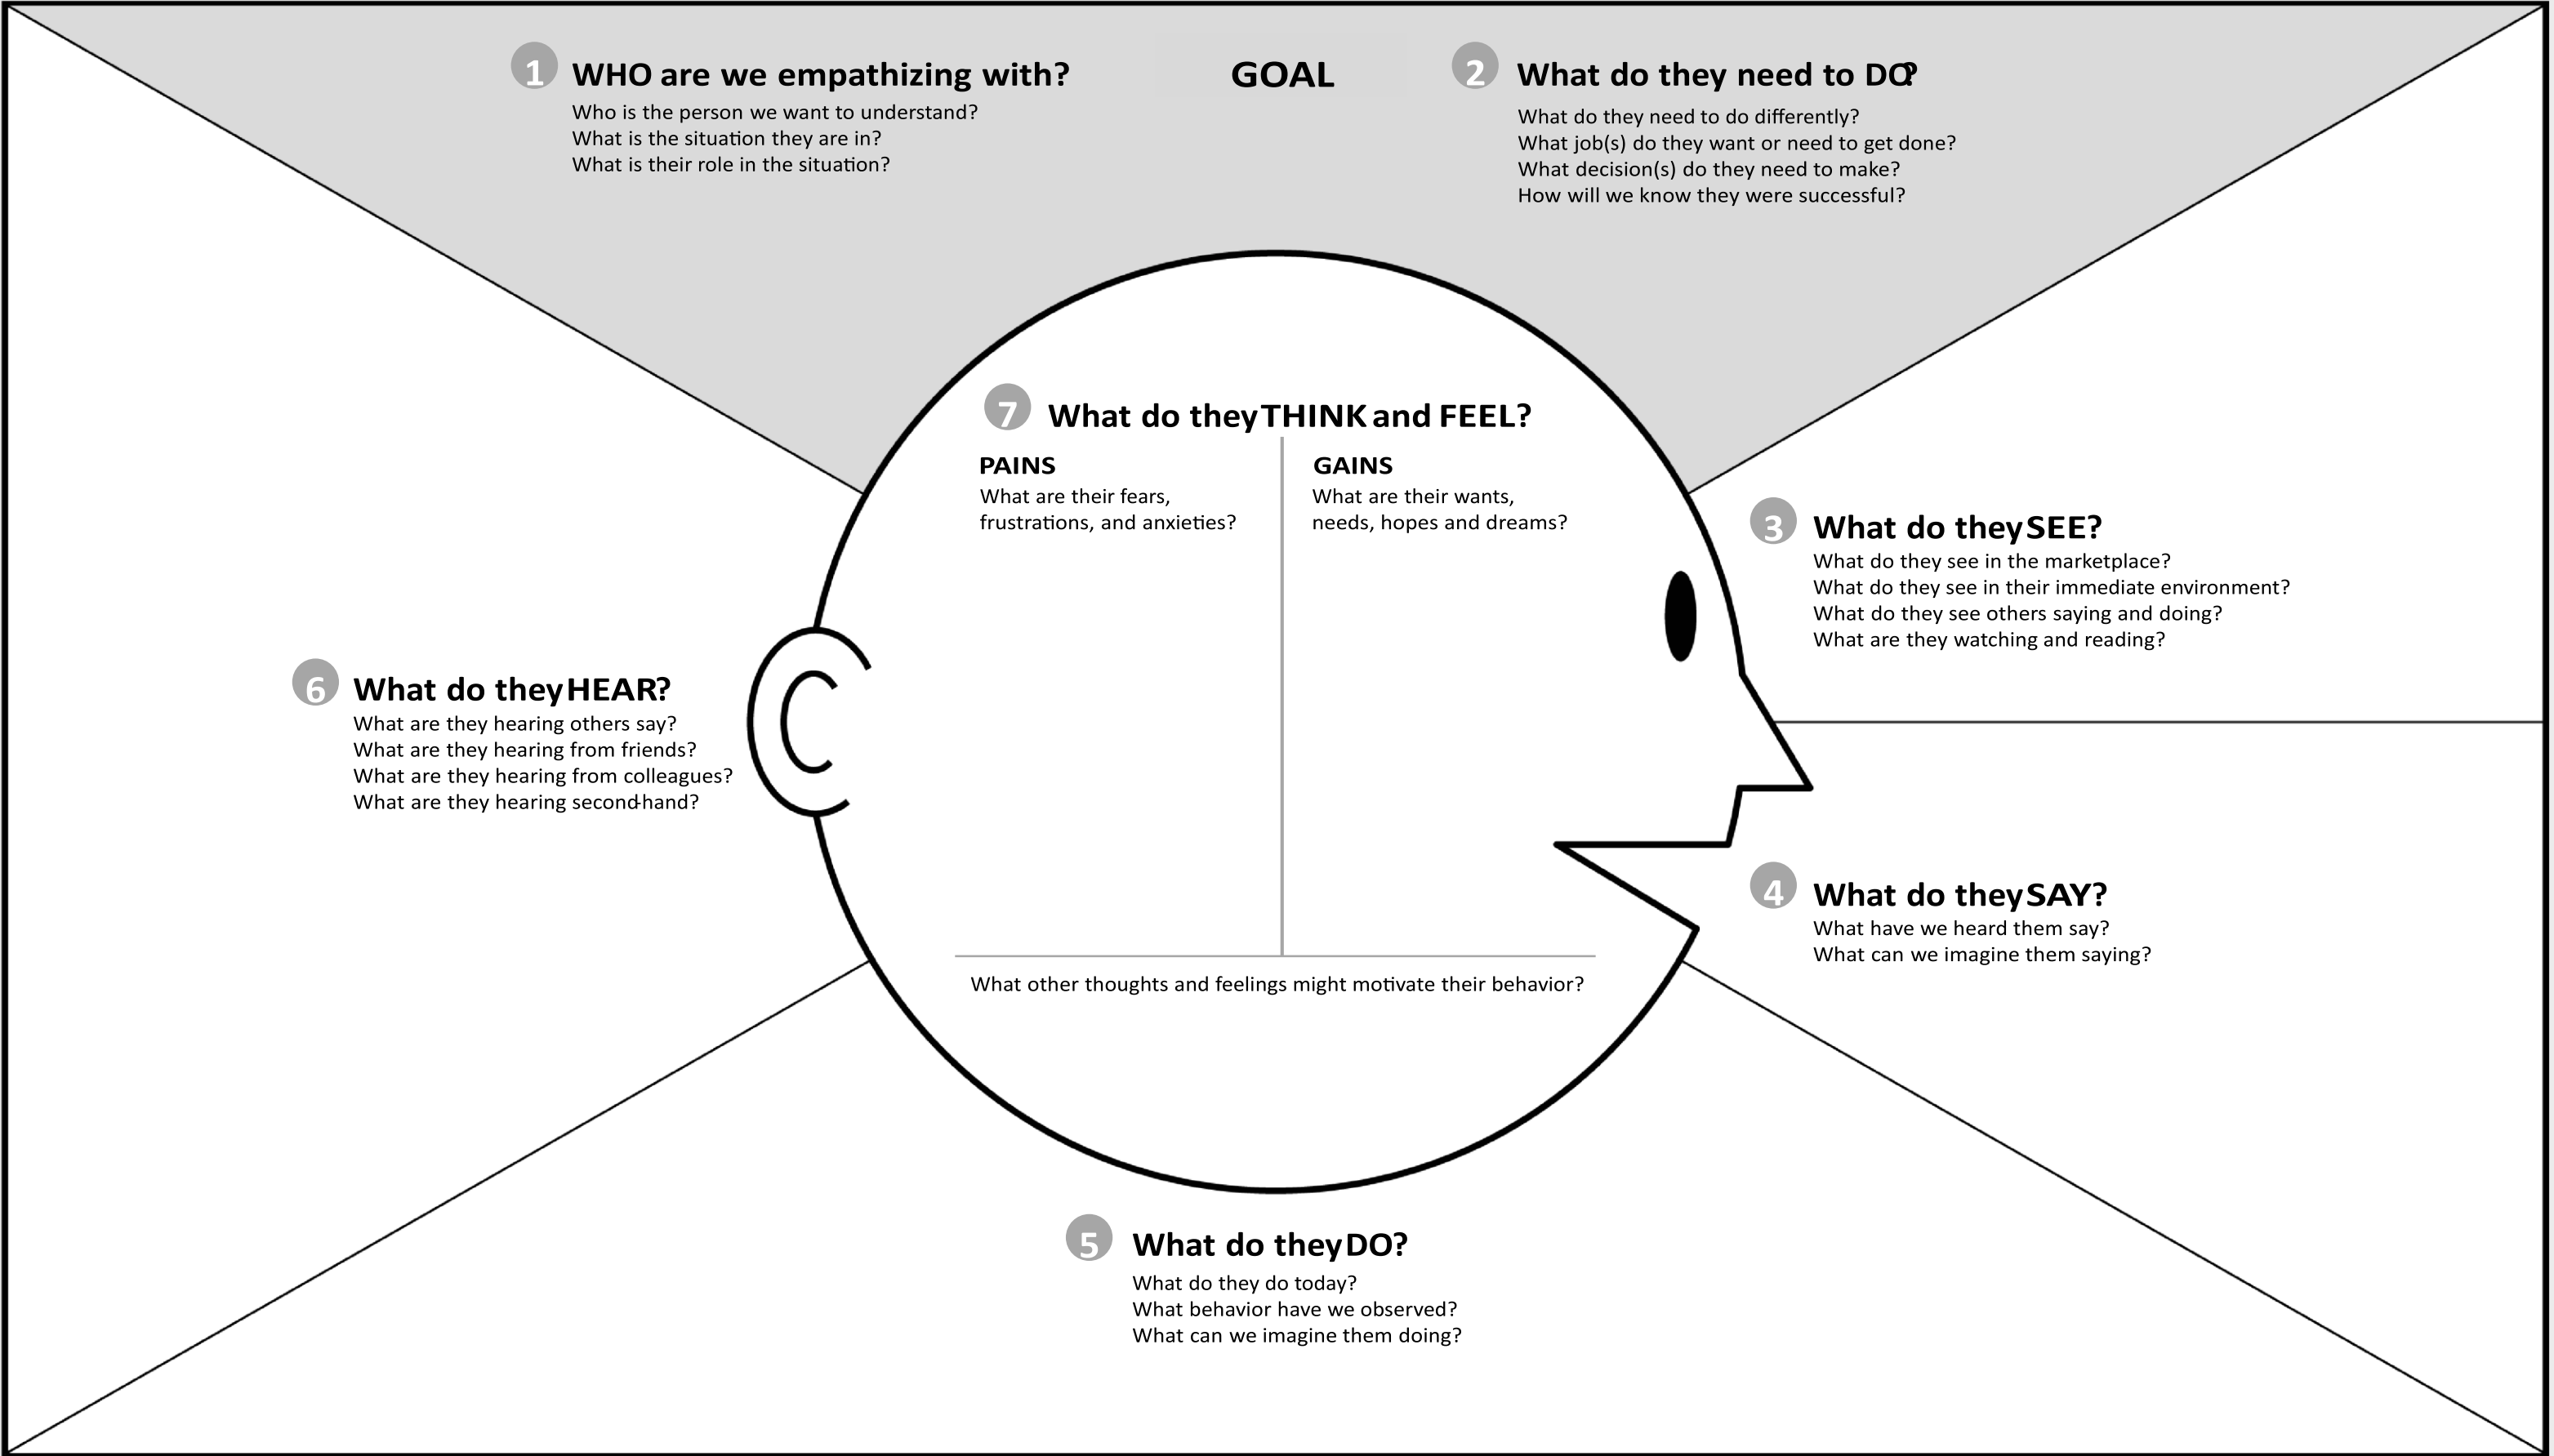 1
WHO are we empathizing with?
Who is the person we want to understand?
What is the situation they are in?
What is their role in the situation?
GOAL
2
What do they need to DO?
What do they need to do differently?
What job(s) do they want or need to get done?
What decision(s) do they need to make?
How will we know they were successful?
7
What do they THINK and FEEL?
PAINS
What are their fears,
frustrations, and anxieties?
GAINS
What are their wants,
needs, hopes and dreams?
What other thoughts and feelings might motivate their behavior?
3
What do they SEE?
What do they see in the marketplace?
What do they see in their immediate environment?
What do they see others saying and doing?
What are they watching and reading?
4
What do they SAY?
What have we heard them say?
What can we imagine them saying?
5
What do they DO?
What do they do today?
What behavior have we observed?
What can we imagine them doing?
6
What do they HEAR?
What are they hearing others say?
What are they hearing from friends?
What are they hearing from colleagues?
What are they hearing second-hand?